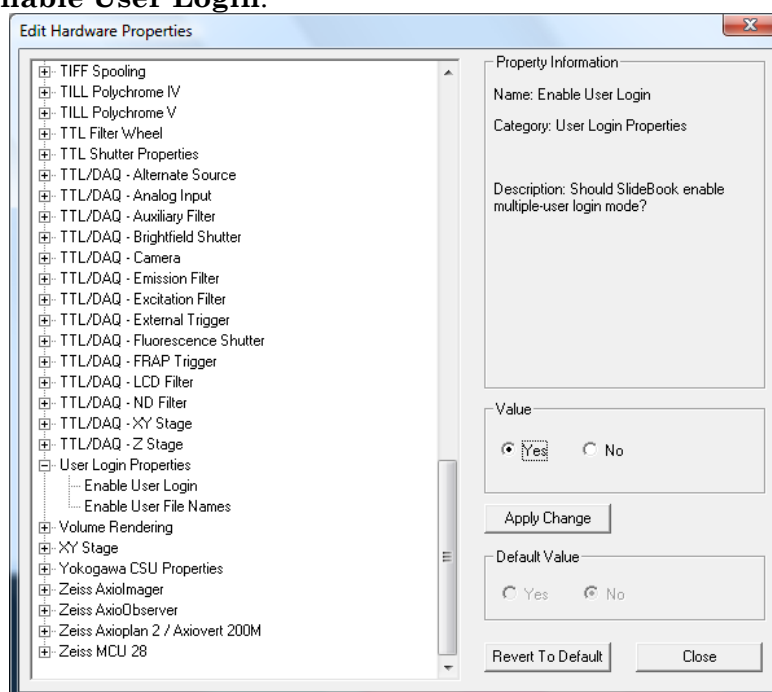 nable User Login.
Edit Hardware Properties
TIFF Spooling
TILL Polychrome IV
TILL Polychrome V
TTL Filter Wheel
TTL Shutter Properties
TTL/DAQ - Alternate Source
TTL/DAQ - Analog Input
TTL/DAQ - Auxiliary Filter
TTL/DAQ - Brightfield Shutter
TTL/DAQ - Camera
TTL/DAQ - Emission Filter
TTL/DAQ - Excitation Filter
TTL/DAQ - External Trigger
TTL/DAQ - Fluorescence Shutter
TTL/DAQ - FRAP Trigger
TTL/DAQ - LCD Filter
TTL/DAQ - ND Filter
TTL/DAQ - XY Stage
TTL/DAQ - Z Stage
User Login Properties
Enable User Login
Enable User File Names
Volume Rendering
XY Stage
Yokogawa CSU Properties
Zeiss AxioImager
Zeiss AxioObserver
Zeiss Axioplan 2 / Axiovert 200M
Zeiss MCU 28
Property Information
Name: Enable User Login
Category: User Login Properties
Description: Should SlideBook enable
multiple-user login mode?
Value
Yes No
Apply Change
Default Value
Yes No
Revert To Default Close